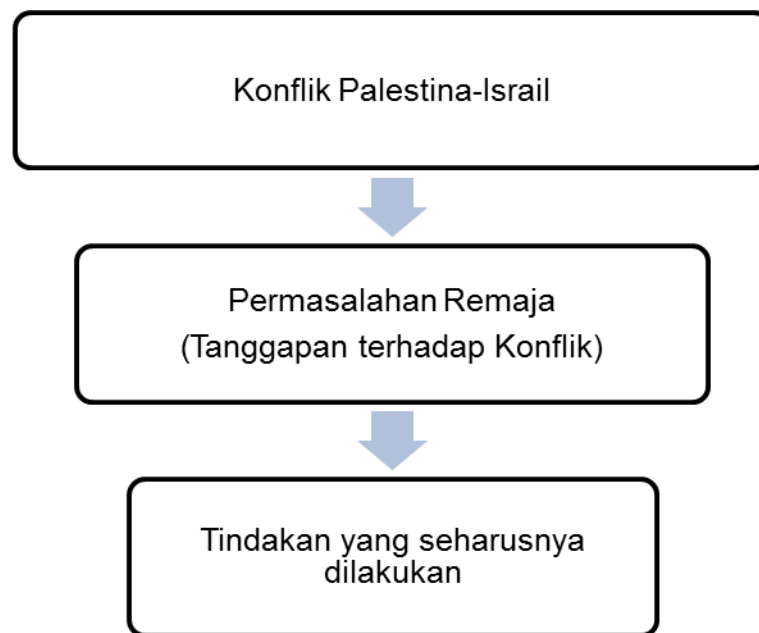 Konflik Palestina-Israil
Permasalahan Remaja
(Tanggapan terhadap Konflik)
Tindakan yang seharusnya
dilakukan